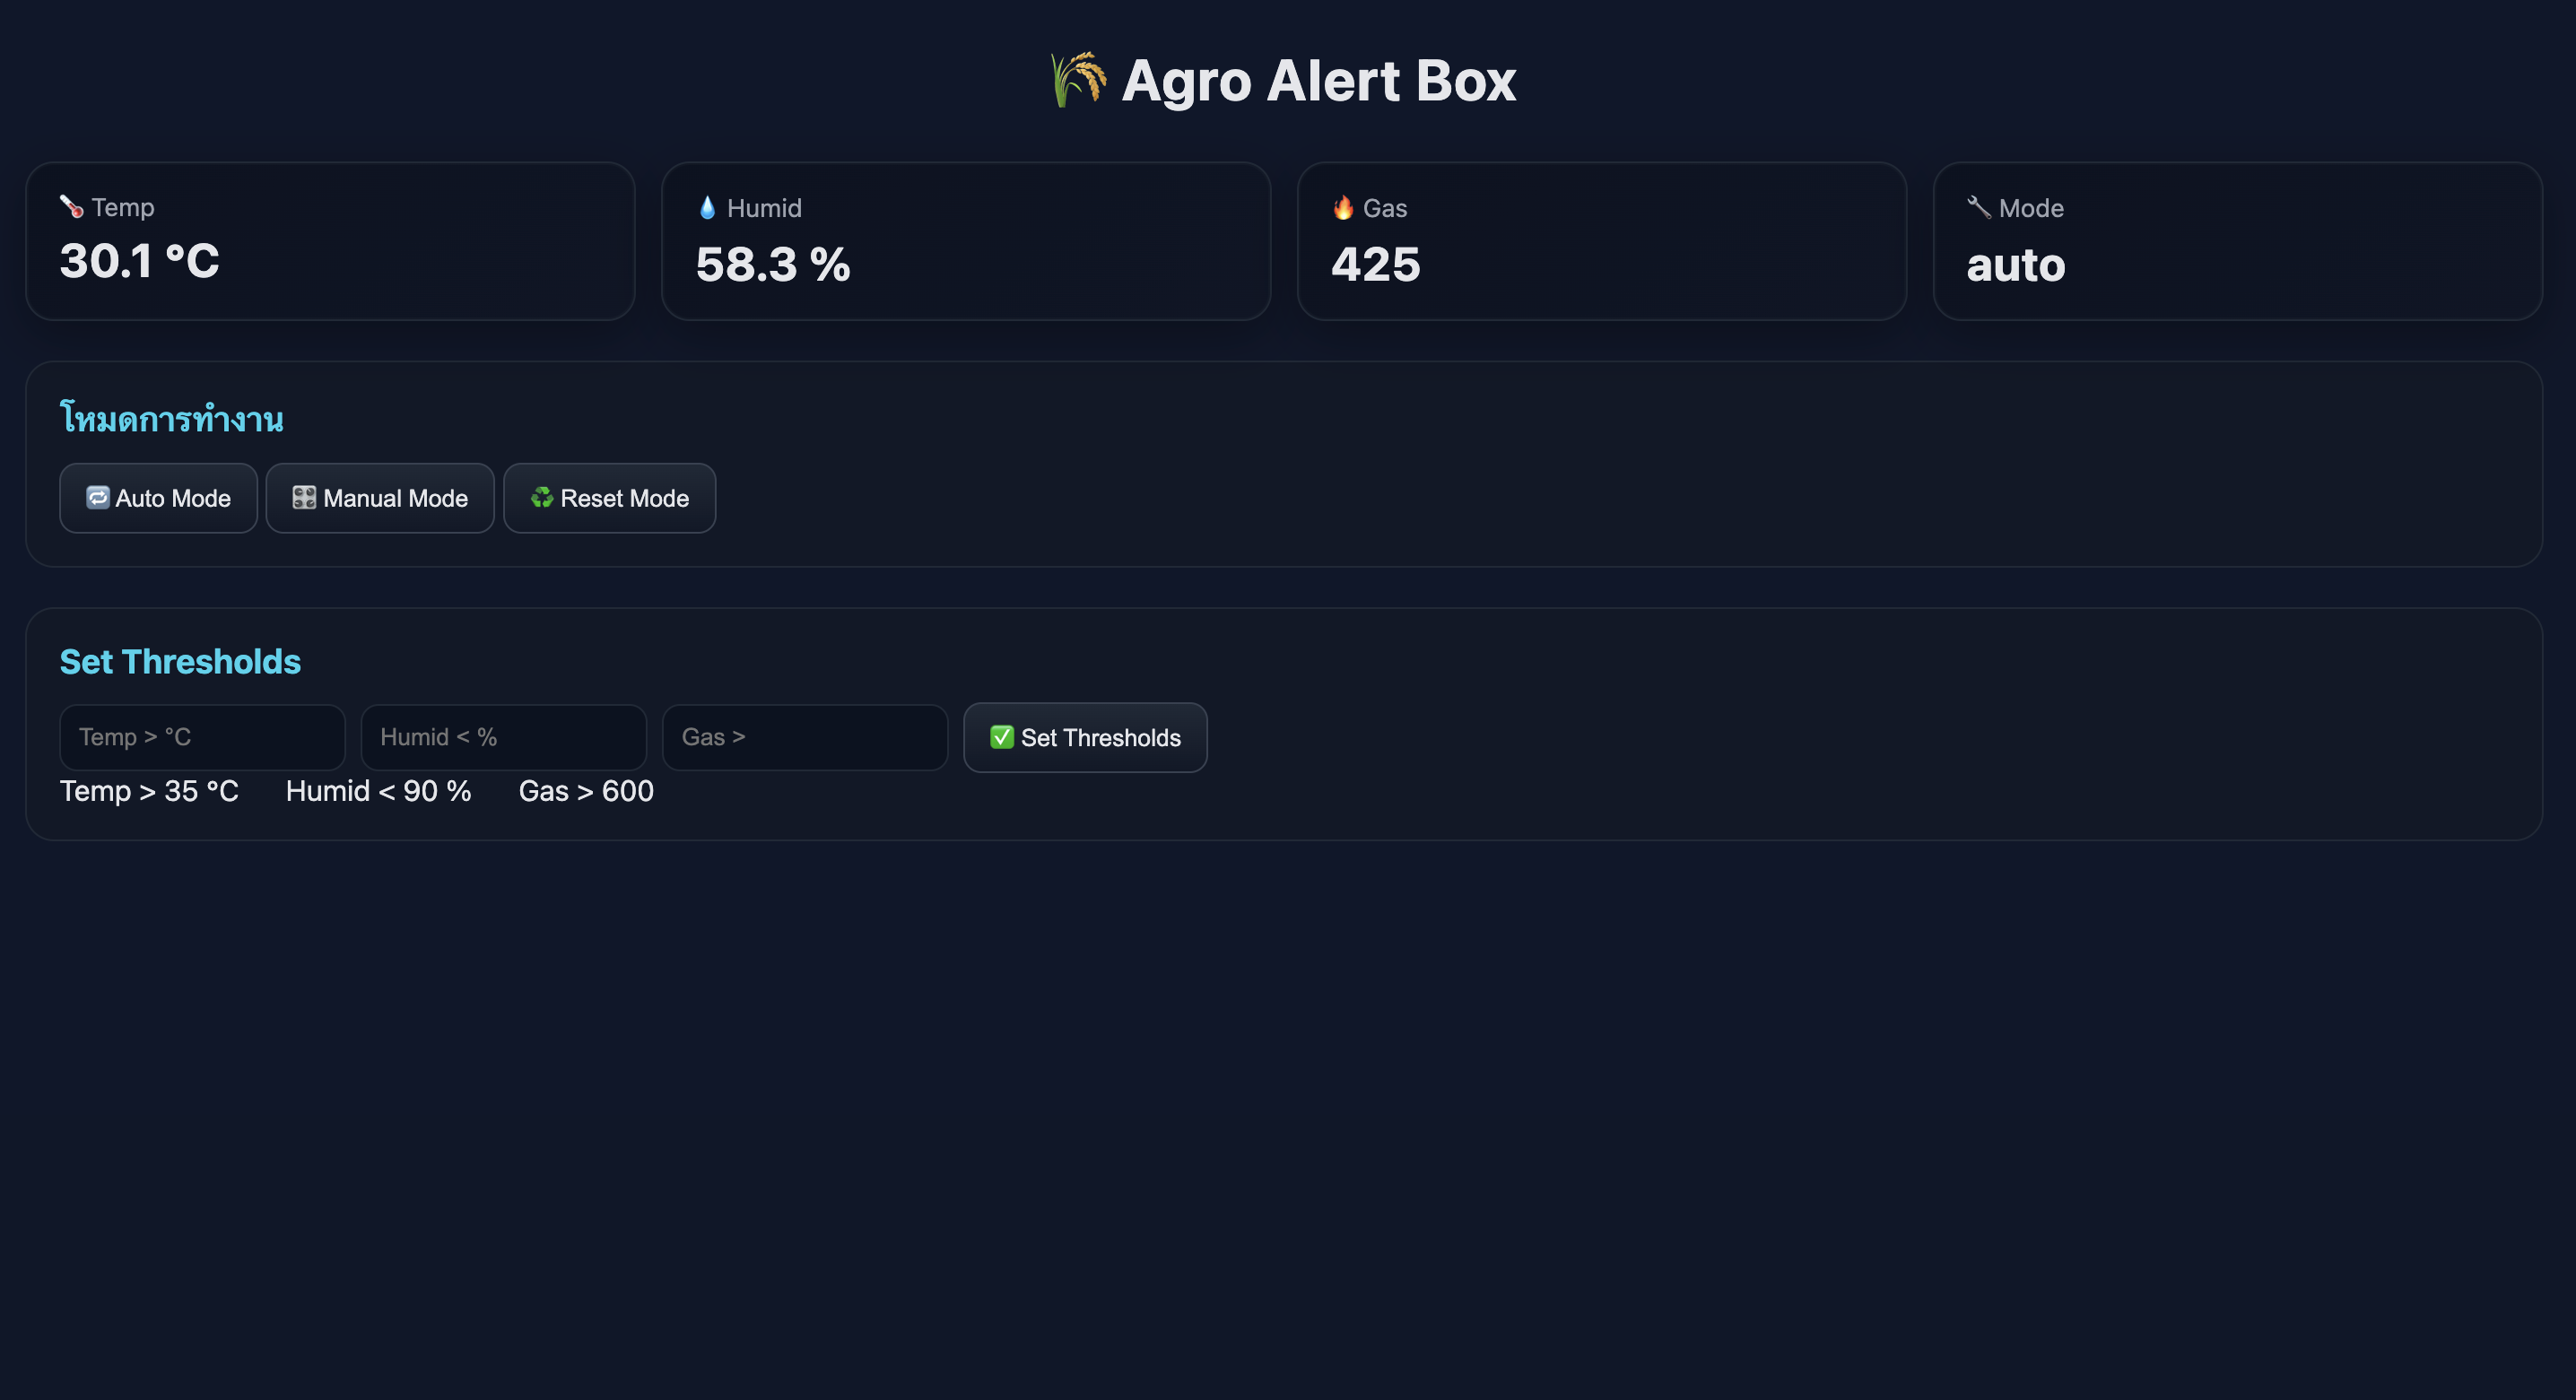 🌾 Agro Alert Box
🌡️ Temp
30.1 °C
💧 Humid
58.3 %
🔥 Gas
425
🔧 Mode
auto
โหมดการทำงาน
🔁 Auto Mode
🎛️ Manual Mode
♻️ Reset Mode
Set Thresholds
Temp > °C
Humid < %
Gas >
✅ Set Thresholds
Temp > 35 °C Humid < 90 % Gas > 600